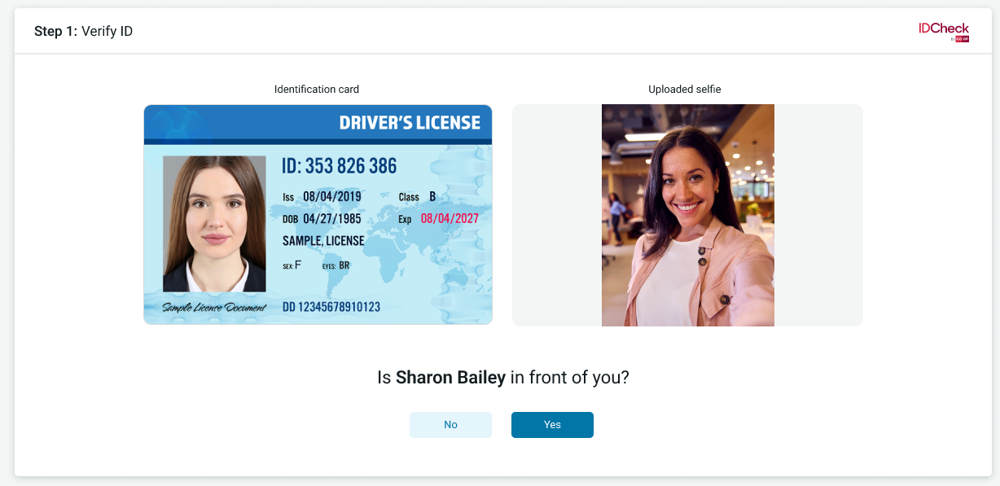 Step 1: Verify ID
IDCheck
By CO-OP
Identification card
Uploaded selfie
DRIVER'S LICENSE
ID: 353 826 386
Iss 08/04/2019 Class B
DOB 04/27/1985 Exp 08/04/2027
SAMPLE, LICENSE
SEX: F EYES: BR
Sample License Document
DD 12345678910123
Is Sharon Bailey in front of you?
No
Yes